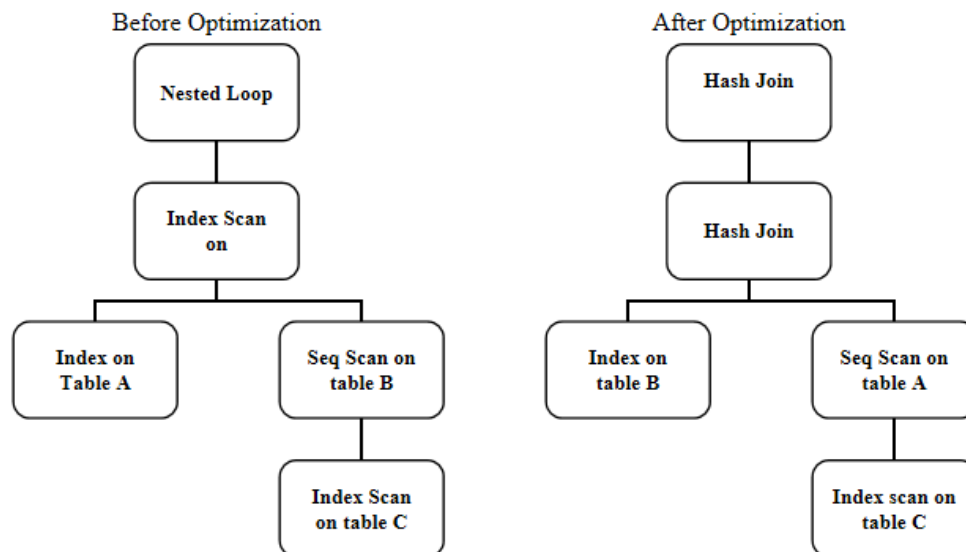 Before Optimization
Nested Loop
Index Scan
on
Index on
Table A
Seq Scan on
table B
Index Scan
on table C
After Optimization
Hash Join
Hash Join
Index on
table B
Seq Scan on
table A
Index scan on
table C